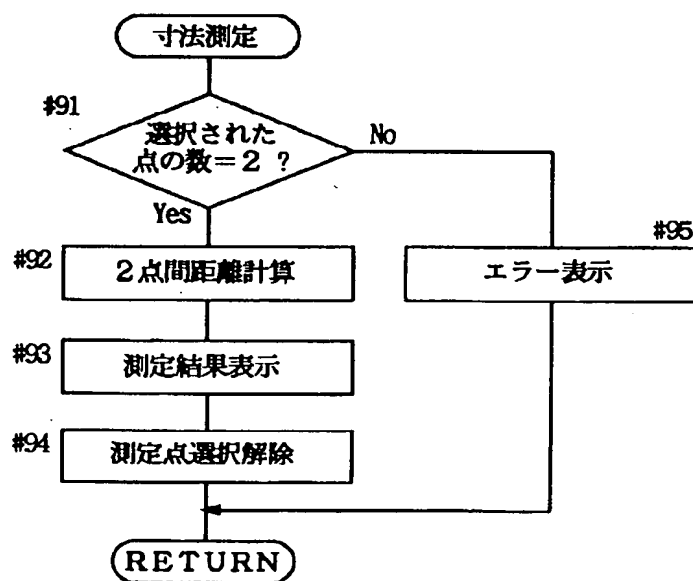 寸法測定
#91
選択された
点の数＝2 ?
No
Yes
#92
2点間距離計算
#95
エラー表示
#93
測定結果表示
#94
測定点選択解除
RETURN